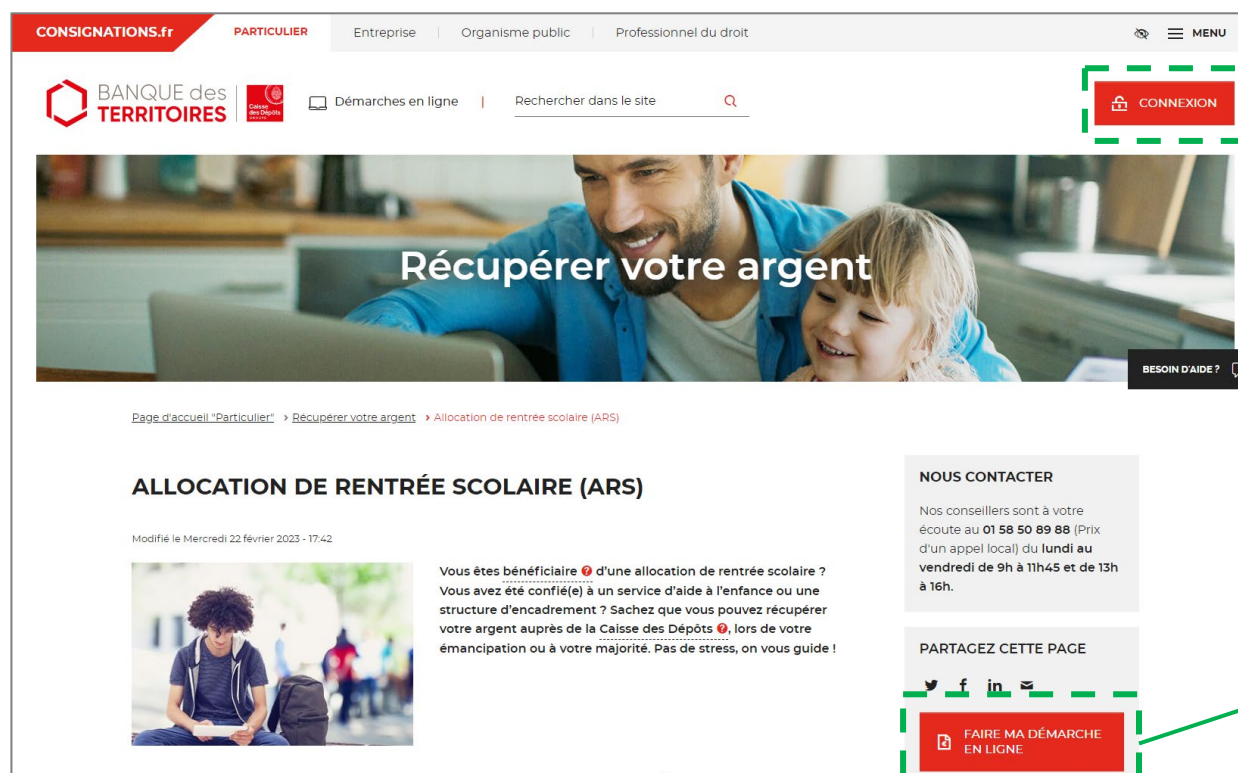 CONSIGNATIONS.fr
PARTICULIER
Entreprise
Organisme public
Professionnel du droit
MENU
BANQUE des
TERRITOIRES
Caisse
des Dépôts
GROUPE
Démarches en ligne
Rechercher dans le site
CONNEXION
Récupérer votre argent
BESOIN D'AIDE ?
Page d'accueil "Particulier" > Récupérer votre argent > Allocation de rentrée scolaire (ARS)
ALLOCATION DE RENTRÉE SCOLAIRE (ARS)
Modifié le Mercredi 22 février 2023 - 17:42
Vous êtes bénéficiaire ? d'une allocation de rentrée scolaire ?
Vous avez été confié(e) à un service d'aide à l'enfance ou une
structure d'encadrement ? Sachez que vous pouvez récupérer
votre argent auprès de la Caisse des Dépôts ?, lors de votre
émancipation ou à votre majorité. Pas de stress, on vous guide !
NOUS CONTACTER
Nos conseillers sont à votre
écoute au 01 58 50 89 88 (Prix
d'un appel local) du lundi au
vendredi de 9h à 11h45 et de 13h
à 16h.
PARTAGEZ CETTE PAGE
FAIRE MA DÉMARCHE
EN LIGNE